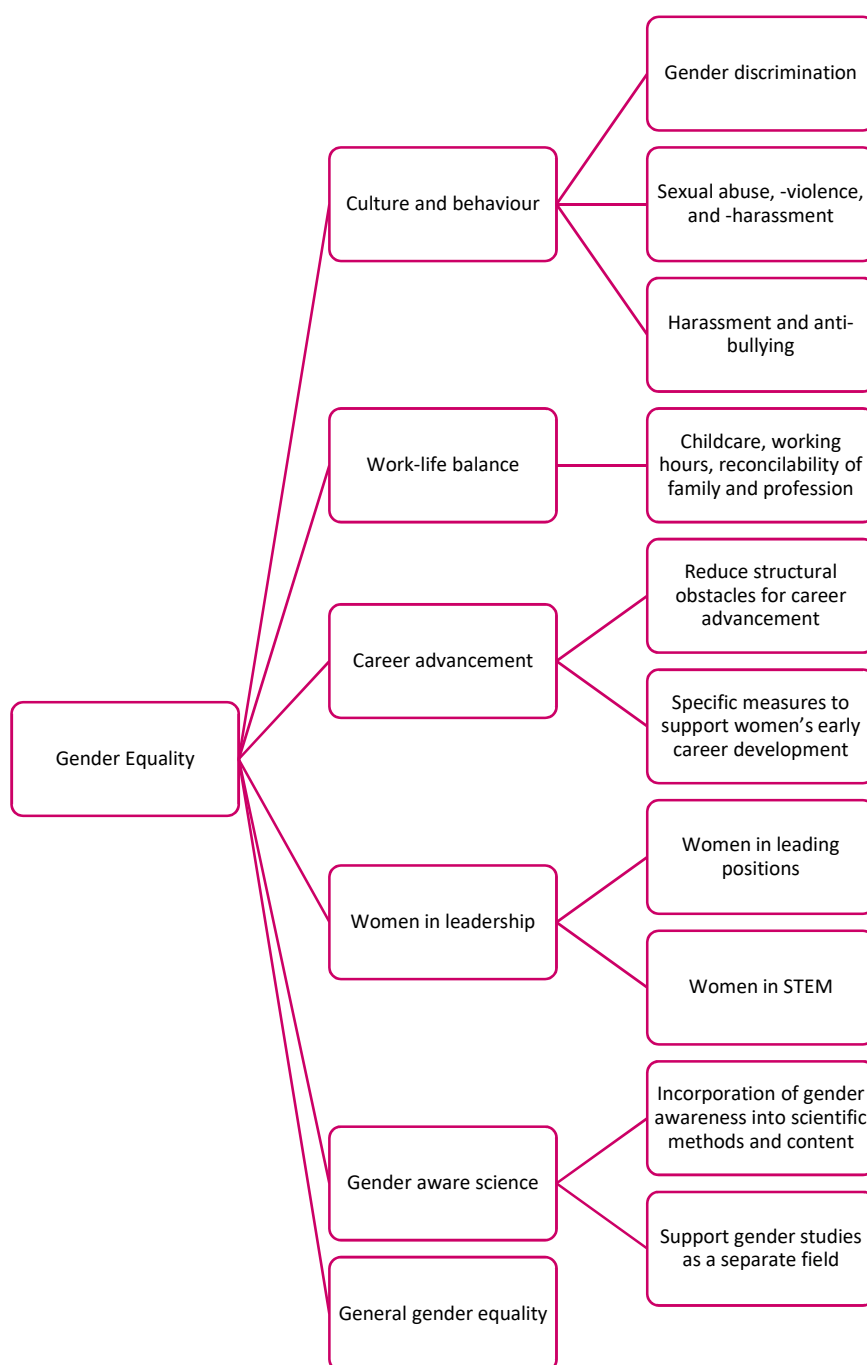 Gender Equality
Culture and behaviour
Gender discrimination
Sexual abuse, -violence,
and -harassment
Harassment and anti-
bullying
Work-life balance
Childcare, working
hours, reconcilability of
family and profession
Career advancement
Reduce structural
obstacles for career
advancement
Specific measures to
support women’s early
career development
Women in leadership
Women in leading
positions
Women in STEM
Gender aware science
Incorporation of gender
awareness into scientific
methods and content
Support gender studies
as a separate field
General gender equality